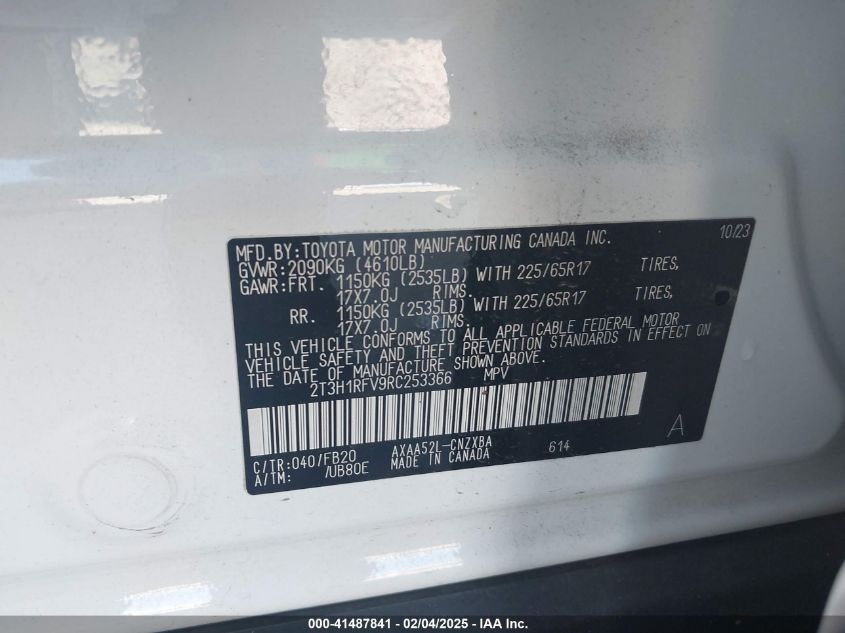 10/23
MFD.BY:TOYOTA MOTOR MANUFACTURING CANADA INC.
GVWR:2090KG (4610LB)
GAWR:FRT. 1150KG (2535LB) WITH 225/65R17 TIRES,
17X7.0J RIMS.
RR. 1150KG (2535LB) WITH 225/65R17 TIRES,
17X7.0J RIMS.
THIS VEHICLE CONFORMS TO ALL APPLICABLE FEDERAL MOTOR
VEHICLE SAFETY AND THEFT PREVENTION STANDARDS IN EFFECT ON
THE DATE OF MANUFACTURE SHOWN ABOVE.
2T3H1RFV9RC253366 MPV
A
C/TR:040/FB20 AXAA52L-CNZXBA 614
A/TM: /UB80E MADE IN CANADA
000-41487841 - 02/04/2025 - IAA Inc.